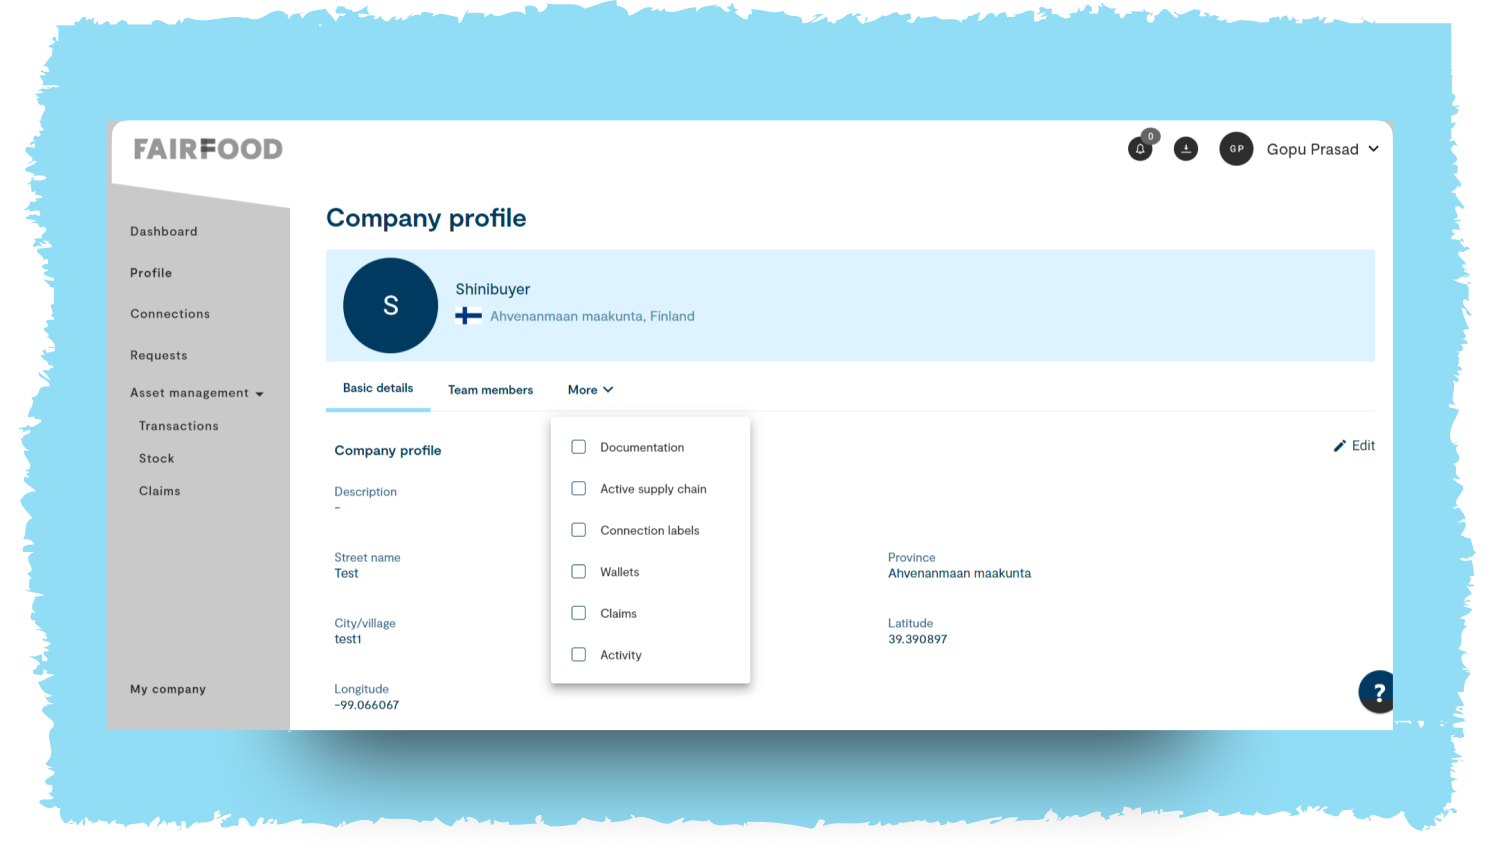 FAIRFOOD
0
GP
Gopu Prasad
Dashboard
Profile
Connections
Requests
Asset management
Transactions
Stock
Claims
My company
Company profile
S
Shinibuyer
Ahvenanmaan maakunta, Finland
Basic details
Team members
More
Documentation
Active supply chain
Connection labels
Wallets
Claims
Activity
Company profile
Edit
Description
-
Street name
Test
Province
Ahvenanmaan maakunta
City/village
test1
Latitude
39.390897
Longitude
-99.066067
?